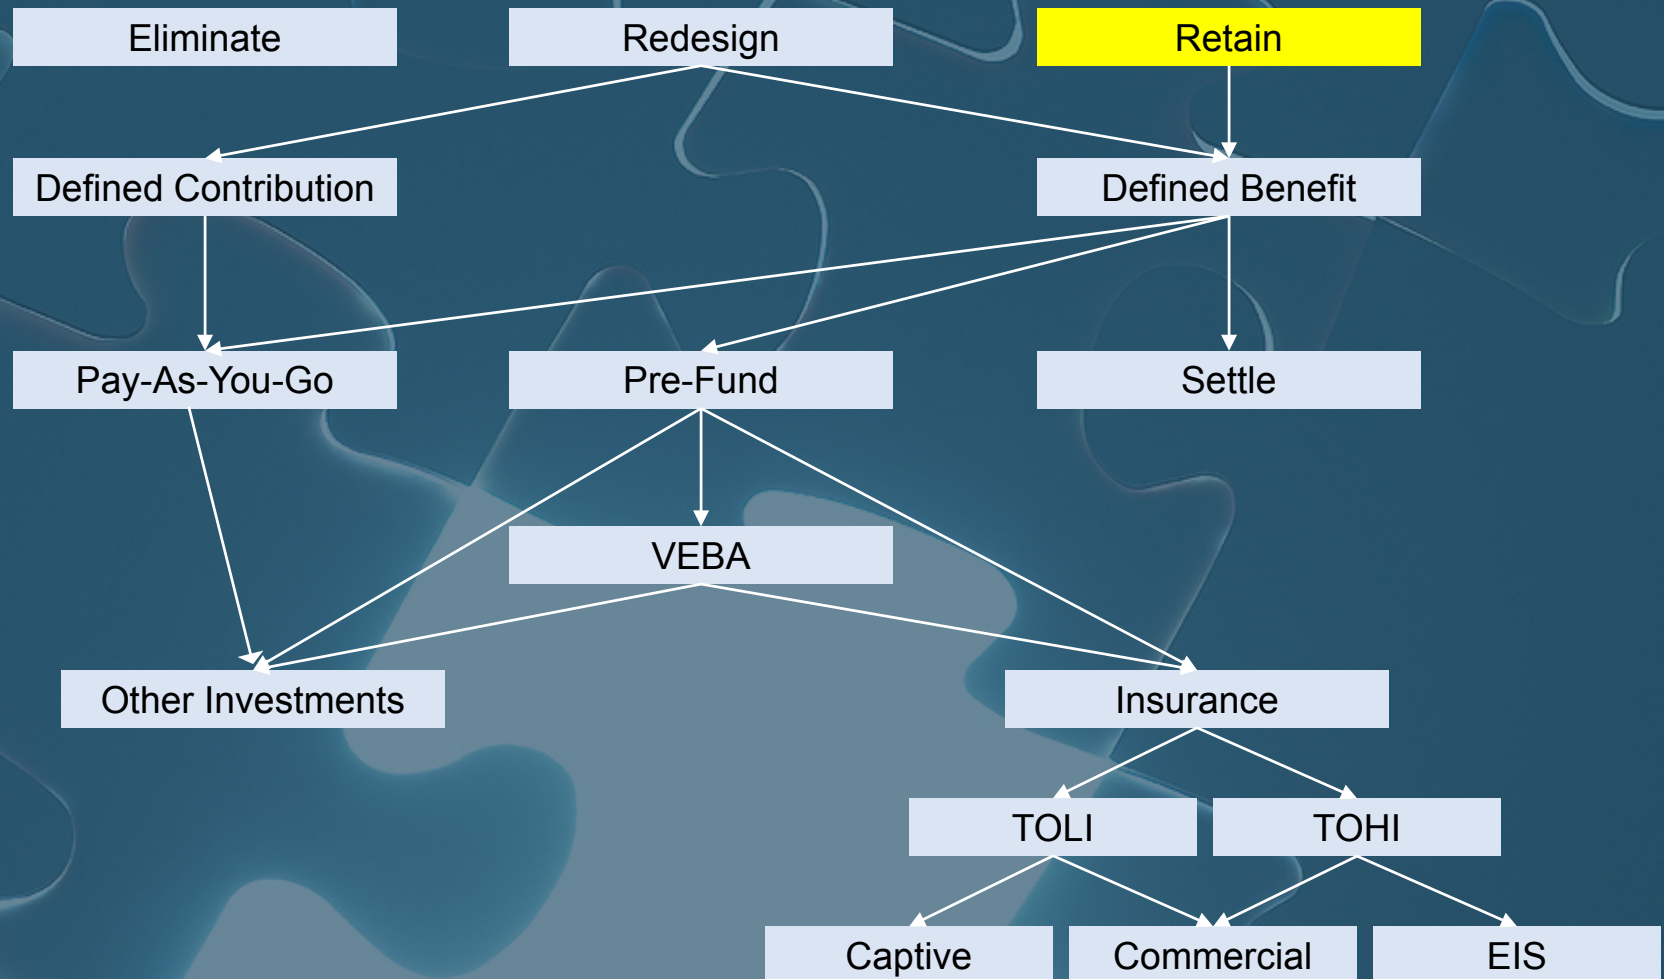 Eliminate
Redesign
Retain
Defined Contribution
Defined Benefit
Pay-As-You-Go
Pre-Fund
Settle
VEBA
Other Investments
Insurance
TOLI
TOHI
Captive
Commercial
EIS